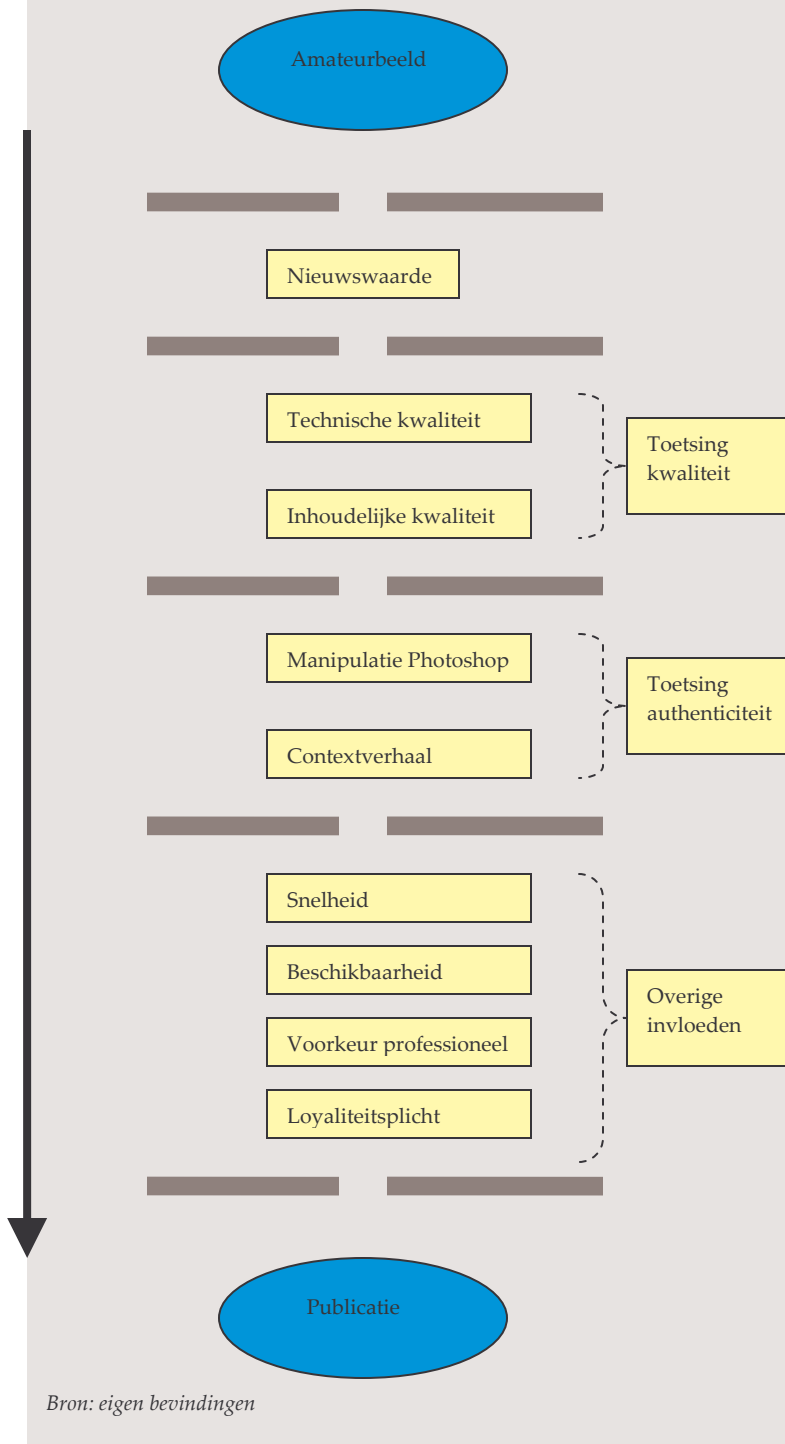 Amateurbeeld
Nieuwswaarde
Technische kwaliteit
Inhoudelijke kwaliteit
Toetsing
kwaliteit
Manipulatie Photoshop
Contextverhaal
Toetsing
authenticiteit
Snelheid
Beschikbaarheid
Voorkeur professioneel
Loyaliteitsplicht
Overige
invloeden
Publicatie
Bron: eigen bevindingen